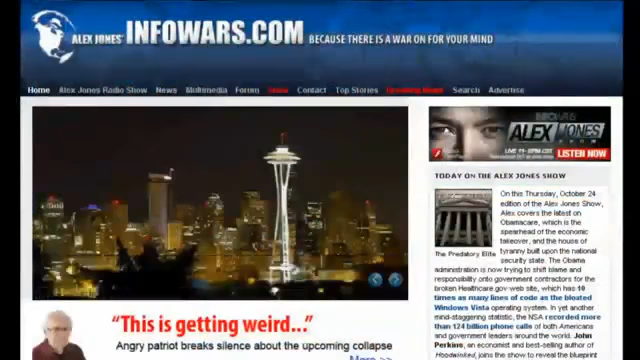 ALEX JONES' INFOWARS.COM BECAUSE THERE IS A WAR ON FOR YOUR MIND
Home Alex Jones Radio Show News Multimedia Forum Contact Top Stories Breaking News Search Advertise
INFOWARS
ALEX JONES
LISTEN NOW
TODAY ON THE ALEX JONES SHOW
On this Thursday, October 24
edition of the Alex Jones Show,
Alex covers the latest on
Obamacare, which is the
spearhead of the economic
takeover, and the house of
tyranny built upon the national
security state. The Obama
The Predatory Elite
administration is now trying to shift blame and
responsibility onto government contractors for the
broken Healthcare.gov web site, which has 10
times as many lines of code as the bloated
Windows Vista operating system. In yet another
mind-staggering statistic, the NSA recorded more
than 124 billion phone calls of both Americans
and government leaders around the world. John
Perkins, an economist and best-selling author of
Hoodwinked, joins the show to reveal the blueprint
“This is getting weird...”
Angry patriot breaks silence about the upcoming collapse
More >>